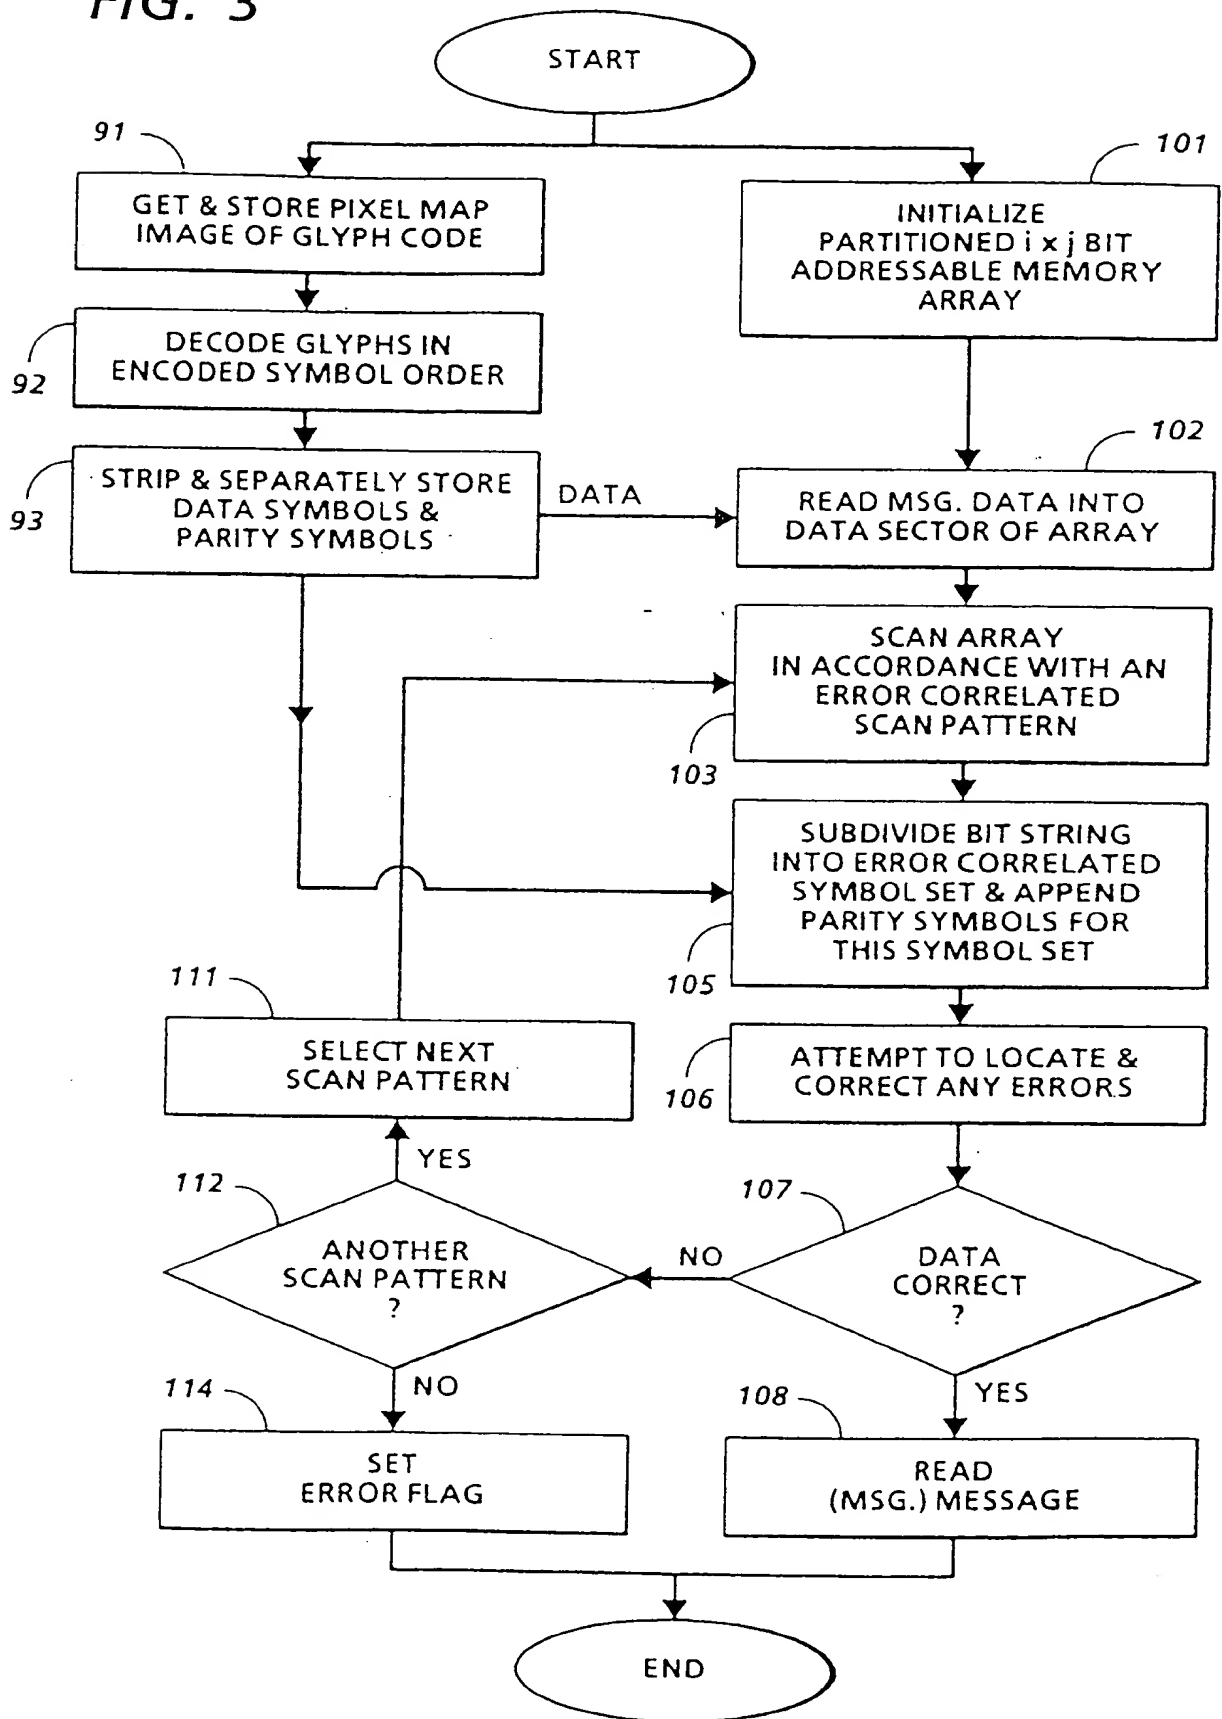 FIG. 3
START
91
101
GET & STORE PIXEL MAP
IMAGE OF GLYPH CODE
INITIALIZE
PARTITIONED i x j BIT
ADDRESSABLE MEMORY
ARRAY
DECODE GLYPHS IN
ENCODED SYMBOL ORDER
92
102
STRIP & SEPARATELY STORE
DATA SYMBOLS &
PARITY SYMBOLS
93
DATA
READ MSG. DATA INTO
DATA SECTOR OF ARRAY
SCAN ARRAY
IN ACCORDANCE WITH AN
ERROR CORRELATED
SCAN PATTERN
103
SUBDIVIDE BIT STRING
INTO ERROR CORRELATED
SYMBOL SET & APPEND
PARITY SYMBOLS FOR
THIS SYMBOL SET
105
111
SELECT NEXT
SCAN PATTERN
ATTEMPT TO LOCATE &
CORRECT ANY ERRORS
106
YES
112
107
ANOTHER
SCAN PATTERN
?
NO
DATA
CORRECT
?
NO
YES
114
108
SET
ERROR FLAG
READ
(MSG.) MESSAGE
END